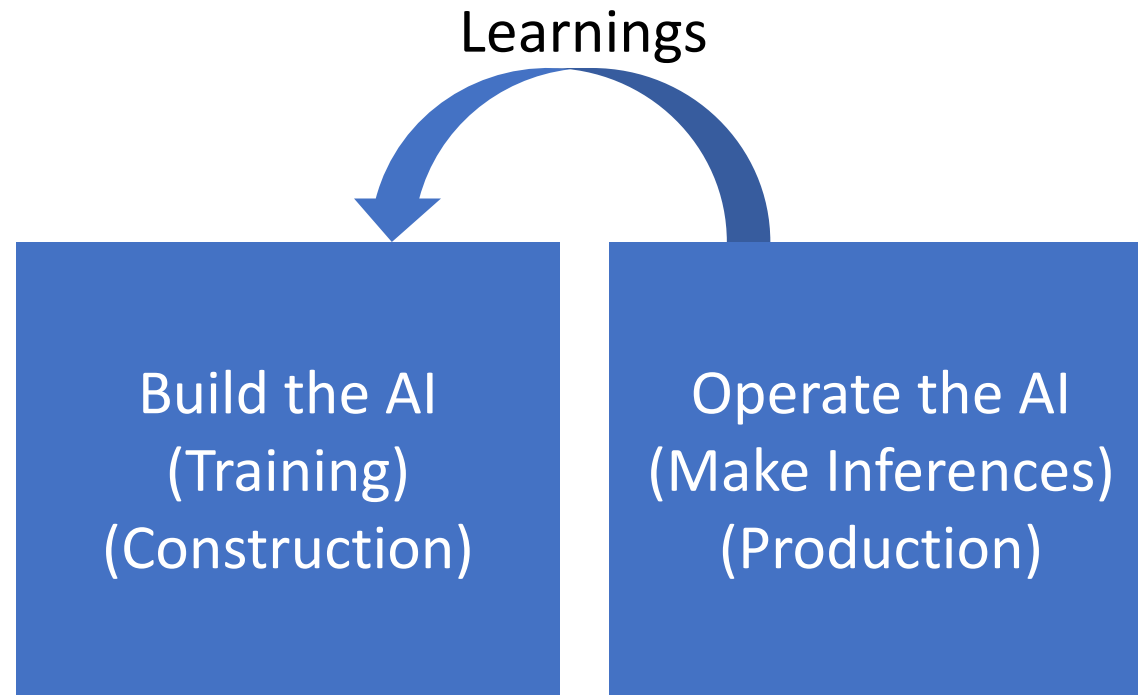 Learnings
Build the AI
(Training)
(Construction)
Operate the AI
(Make Inferences)
(Production)